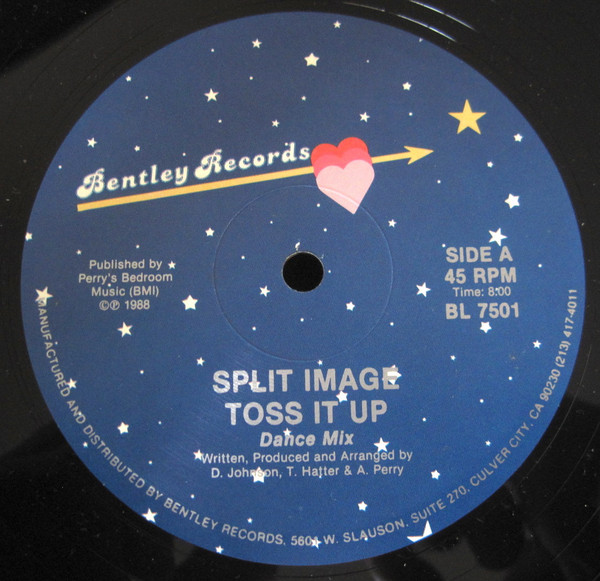 Bentley Records
Published by
Perry's Bedroom
Music (BMI)
©℗ 1988
SIDE A
45 RPM
Time: 8:00
BL 7501
SPLIT IMAGE
TOSS IT UP
Dance Mix
Written, Produced and Arranged by
D. Johnson, T. Hatter & A. Perry
MANUFACTURED AND DISTRIBUTED BY BENTLEY RECORDS, 5601 W. SLAUSON, SUITE 270, CULVER CITY, CA 90230 (213) 417-4011